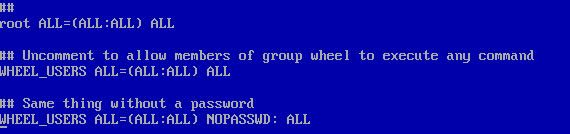 ##
root ALL=(ALL:ALL) ALL
## Uncomment to allow members of group wheel to execute any command
WHEEL_USERS ALL=(ALL:ALL) ALL
## Same thing without a password
WHEEL_USERS ALL=(ALL:ALL) NOPASSWD: ALL